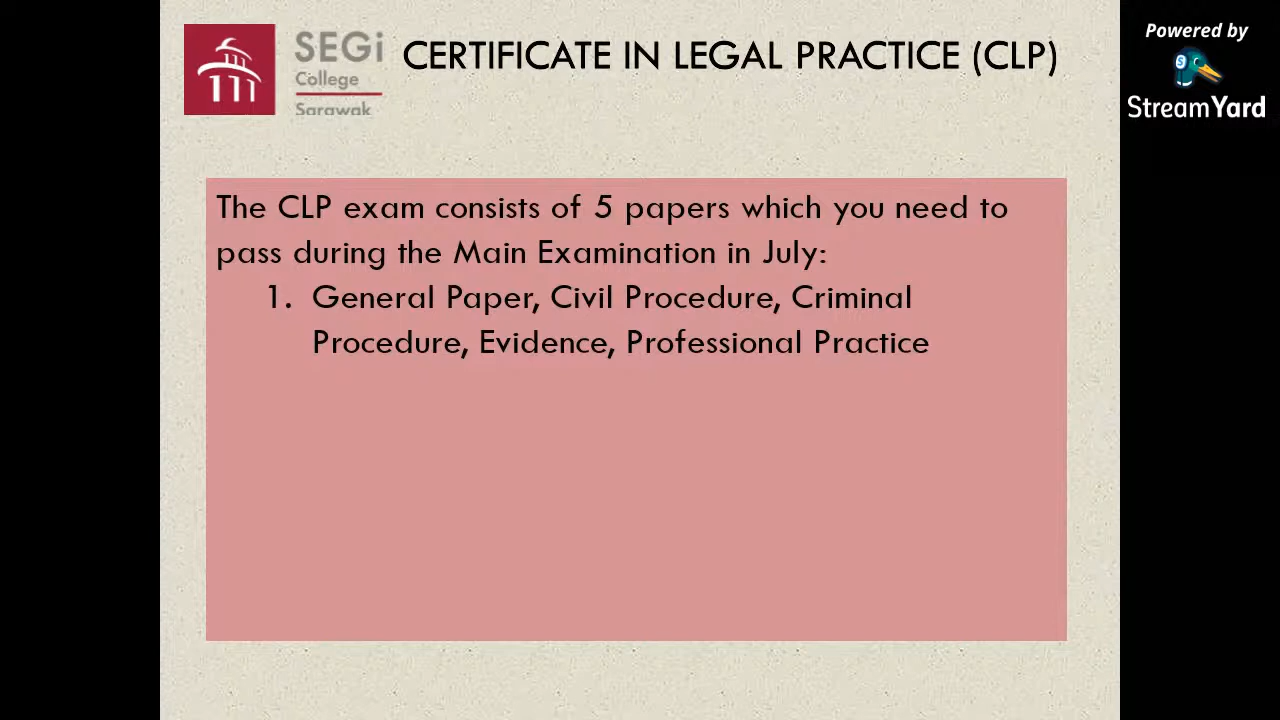 SEGi
College
Sarawak
CERTIFICATE IN LEGAL PRACTICE (CLP)
Powered by
StreamYard
The CLP exam consists of 5 papers which you need to
pass during the Main Examination in July:
1. General Paper, Civil Procedure, Criminal
Procedure, Evidence, Professional Practice